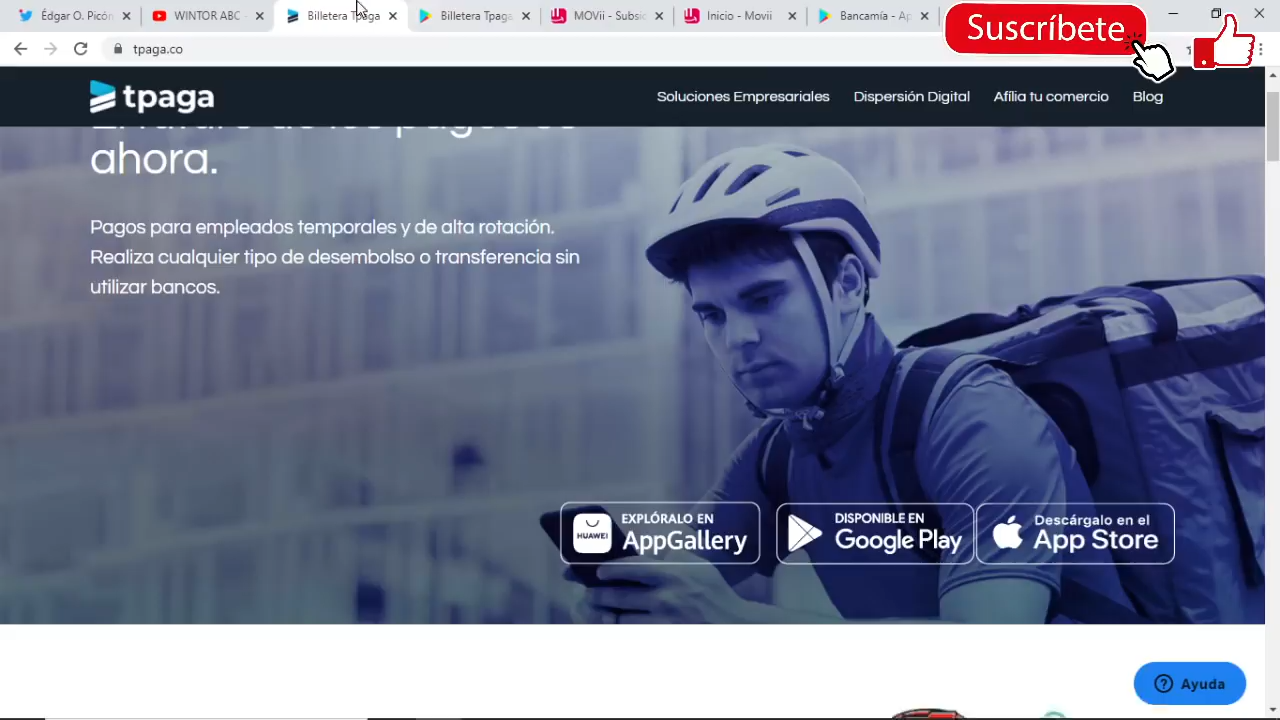 Édgar O. Picón
WINTOR ABC -
Billetera Tpaga
Billetera Tpaga,
MOVii - Subsid
Inicio - Movii
Bancamía - Ap
Suscríbete
tpaga.co
tpaga
Soluciones Empresariales
Dispersión Digital
Afília tu comercio
Blog
ahora.
Pagos para empleados temporales y de alta rotación.
Realiza cualquier tipo de desembolso o transferencia sin
utilizar bancos.
HUAWEI
EXPLÓRALO EN
AppGallery
DISPONIBLE EN
Google Play
Descárgalo en el
App Store
Ayuda